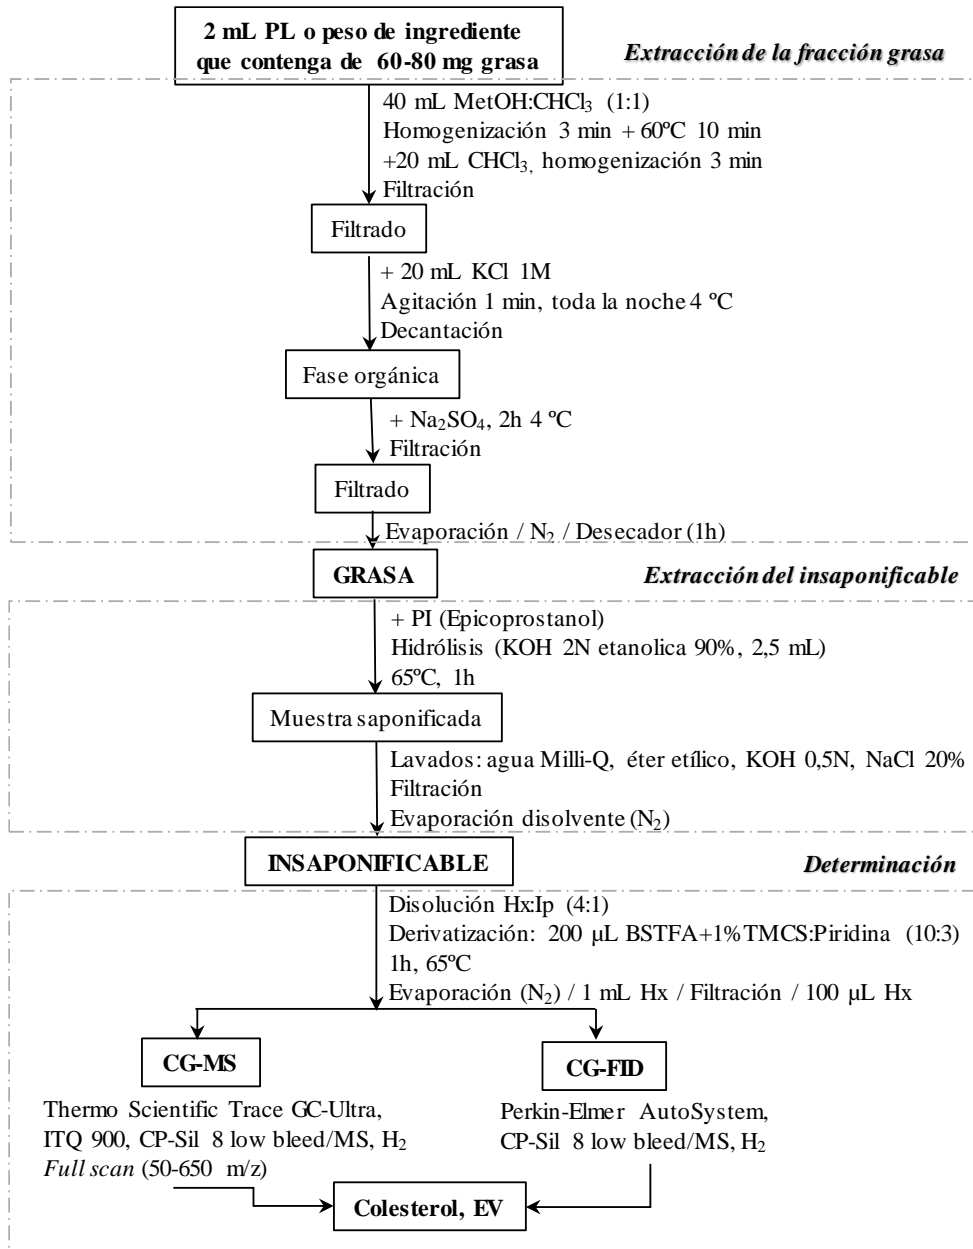 2 mL PL o peso de ingrediente
que contenga de 60-80 mg grasa
Extracción de la fracción grasa
40 mL MetOH:CHCl₃ (1:1)
Homogenización 3 min + 60ºC 10 min
+20 mL CHCl₃, homogenización 3 min
Filtración
Filtrado
+ 20 mL KCl 1M
Agitación 1 min, toda la noche 4 ºC
Decantación
Fase orgánica
+ Na₂SO₄, 2h 4 ºC
Filtración
Filtrado
Evaporación / N₂ / Desecador (1h)
GRASA
Extracción del insaponificable
+ PI (Epicoprostanol)
Hidrólisis (KOH 2N etanolica 90%, 2,5 mL)
65ºC, 1h
Muestra saponificada
Lavados: agua Milli-Q, éter etílico, KOH 0,5N, NaCl 20%
Filtración
Evaporación disolvente (N₂)
INSAPONIFICABLE
Determinación
Disolución Hx:Ip (4:1)
Derivatización: 200 µL BSTFA+1%TMCS:Piridina (10:3)
1h, 65ºC
Evaporación (N₂) / 1 mL Hx / Filtración / 100 µL Hx
CG-MS
CG-FID
Thermo Scientific Trace GC-Ultra,
ITQ 900, CP-Sil 8 low bleed/MS, H₂
Full scan (50-650 m/z)
Perkin-Elmer AutoSystem,
CP-Sil 8 low bleed/MS, H₂
Colesterol, EV